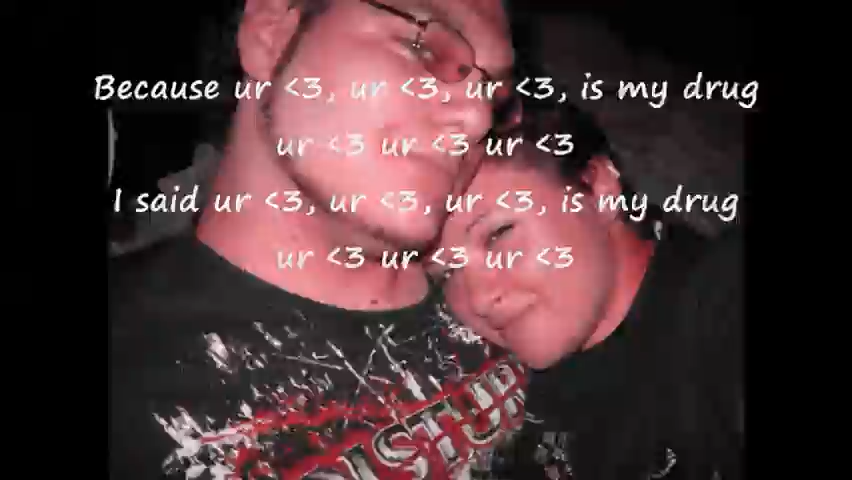 Because ur <3, ur <3, ur <3, is my drug
ur <3 ur <3 ur <3
I said ur <3, ur <3, ur <3, is my drug
ur <3 ur <3 ur <3